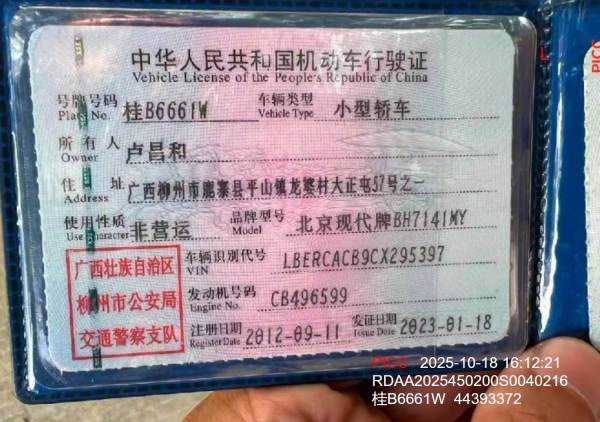 中华人民共和国机动车行驶证
Vehicle License of the People's Republic of China
号牌号码 桂B6661W 车辆类型 小型轿车
Plate No. Vehicle Type
所有人 卢昌和
Owner
住址 广西柳州市鹿寨县平山镇龙婆村大正屯57号之一
Address
使用性质 非营运 品牌型号 北京现代牌BH7141MY
Use Character Model
广西壮族自治区
柳州市公安局
交通警察支队
车辆识别代号 LBERCACB9CX295397
VIN
发动机号码 CB496599
Engine No.
注册日期 2012-09-11 发证日期 2023-01-18
Register Date Issue Date
PICC 2025-10-18 16:12:21
RDAA2025450200S0040216
桂B6661W 44393372
PICC